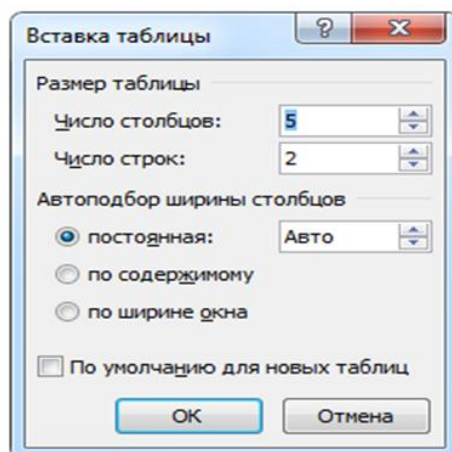 Вставка таблицы ?
Размер таблицы
Число столбцов: 5
Число строк: 2
Автоподбор ширины столбцов
постоянная: Авто
по содержимому
по ширине окна
По умолчанию для новых таблиц
ОК Отмена